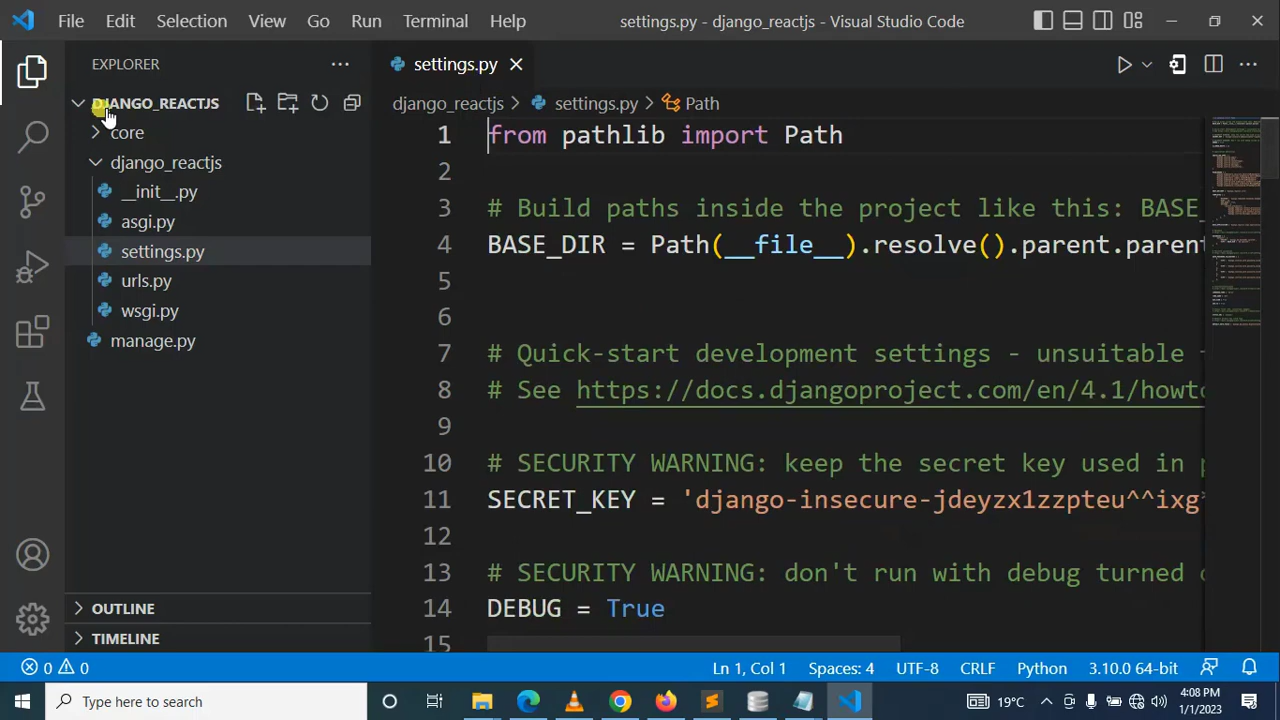 File Edit Selection View Go Run Terminal Help settings.py - django_reactjs - Visual Studio Code
EXPLORER
settings.py
DJANGO_REACTJS
django_reactjs > settings.py > Path
core
django_reactjs
__init__.py
asgi.py
settings.py
urls.py
wsgi.py
manage.py
OUTLINE
TIMELINE
1 from pathlib import Path
2
3 # Build paths inside the project like this: BASE_
4 BASE_DIR = Path(__file__).resolve().parent.parent
5
6
7 # Quick-start development settings - unsuitable
8 # See https://docs.djangoproject.com/en/4.1/howto
9
10 # SECURITY WARNING: keep the secret key used in
11 SECRET_KEY = 'django-insecure-jdeyzx1zzpteu^^ixg
12
13 # SECURITY WARNING: don't run with debug turned
14 DEBUG = True
15
0 0 Ln 1, Col 1 Spaces: 4 UTF-8 CRLF Python 3.10.0 64-bit
Type here to search
19°C
4:08 PM
1/1/2023